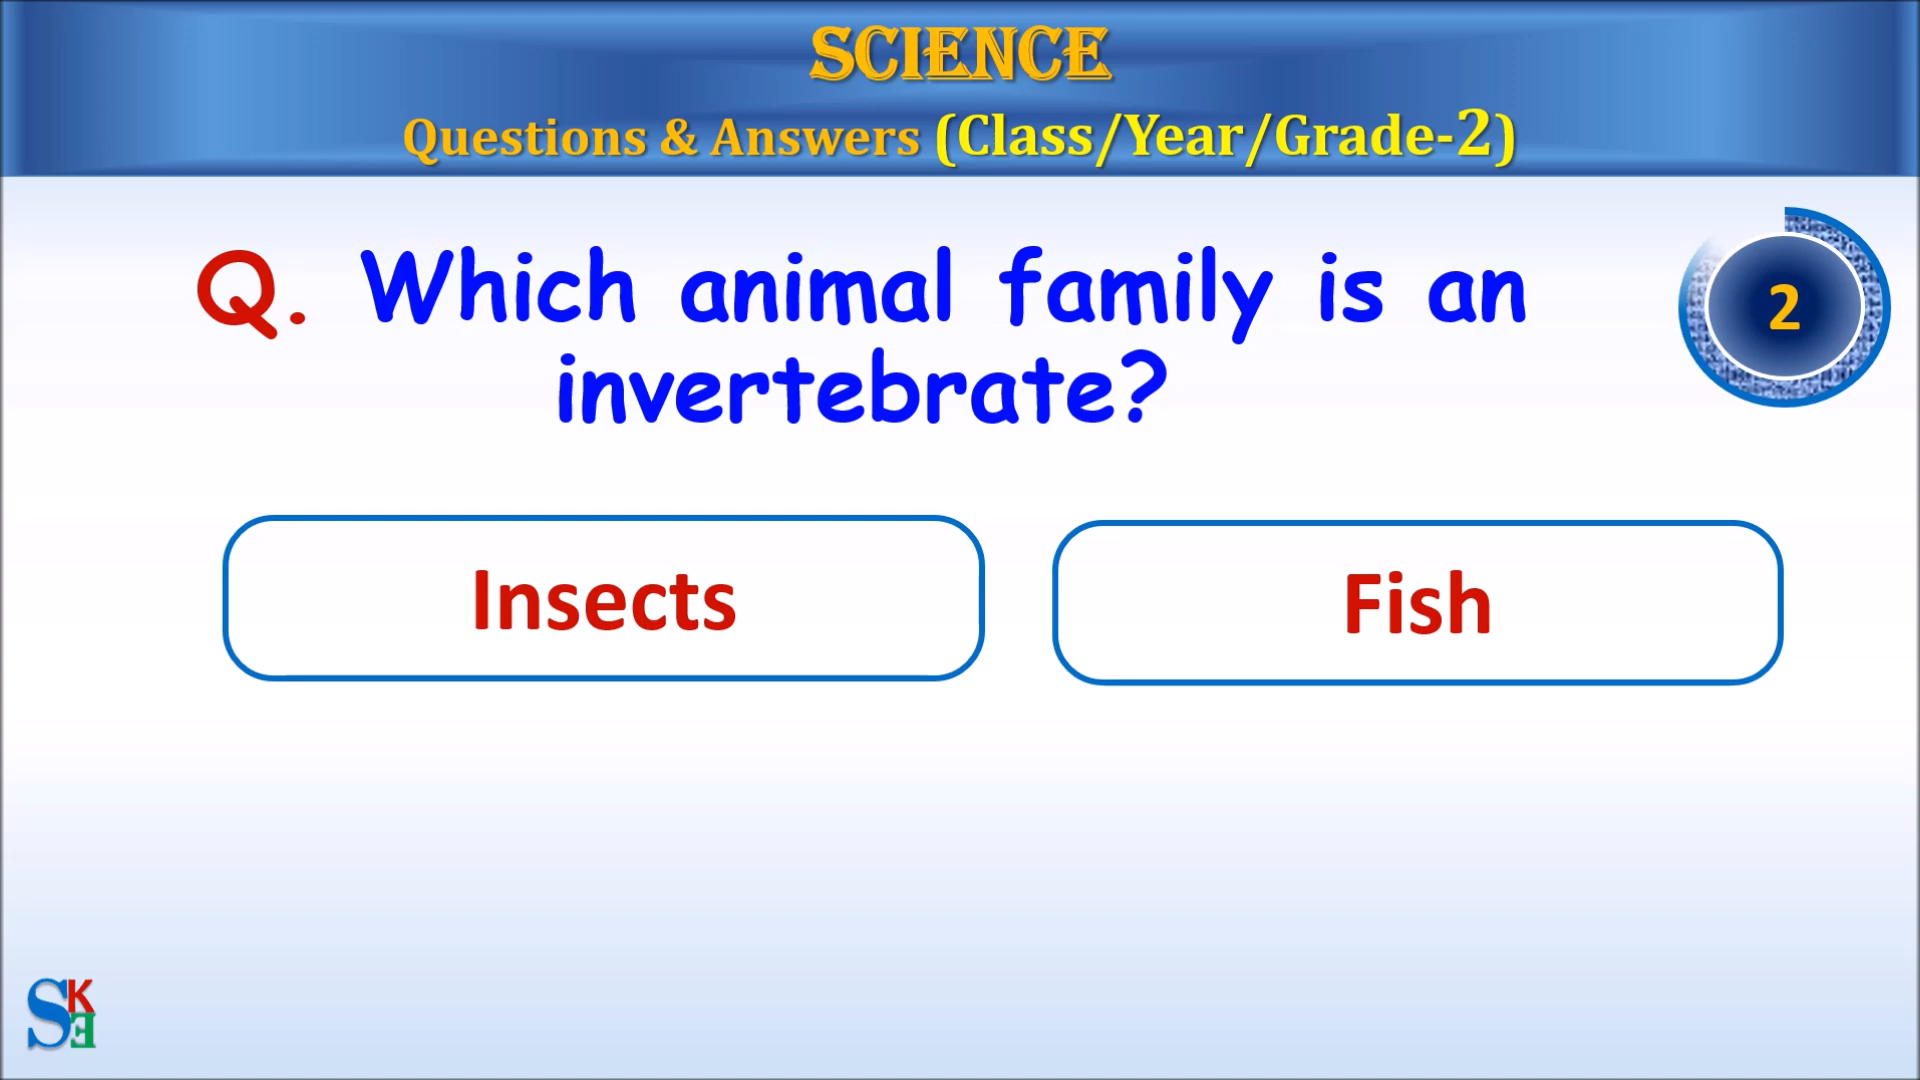 SCIENCE
Questions & Answers (Class/Year/Grade-2)
Q. Which animal family is an
invertebrate?
2
Insects
Fish
SKE